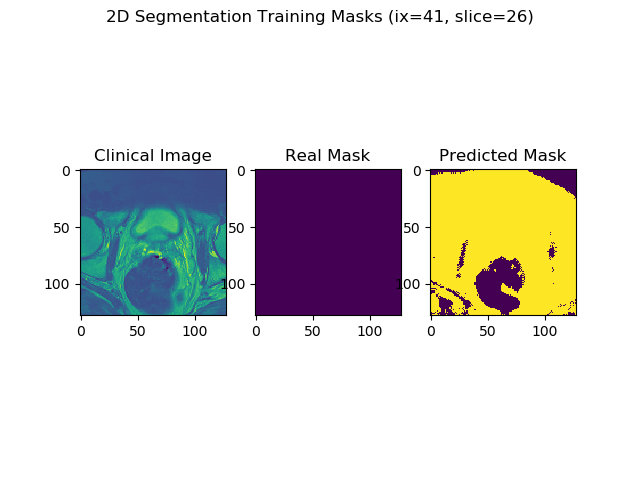 2D Segmentation Training Masks (ix=41, slice=26)
Clinical Image Real Mask Predicted Mask
0 0 0
50 50 50
100 100 100
0 50 100 0 50 100 0 50 100